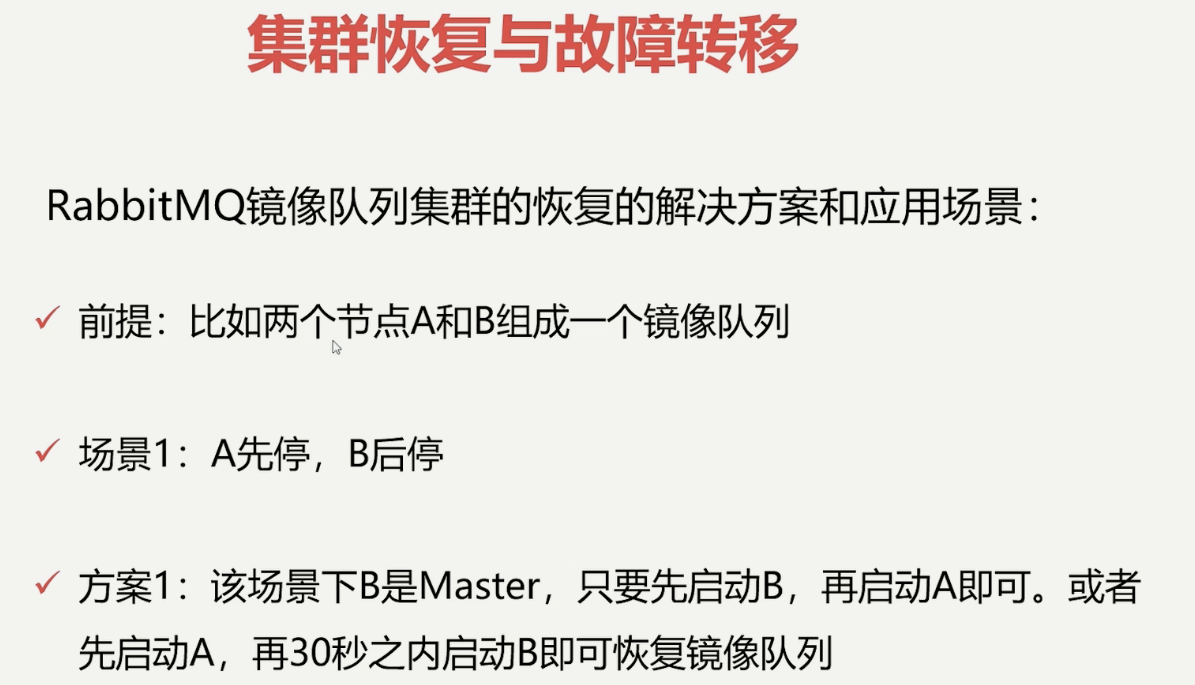 集群恢复与故障转移
RabbitMQ镜像队列集群的恢复的解决方案和应用场景：
前提：比如两个节点A和B组成一个镜像队列
场景1：A先停，B后停
方案1：该场景下B是Master，只要先启动B，再启动A即可。或者
先启动A，再30秒之内启动B即可恢复镜像队列